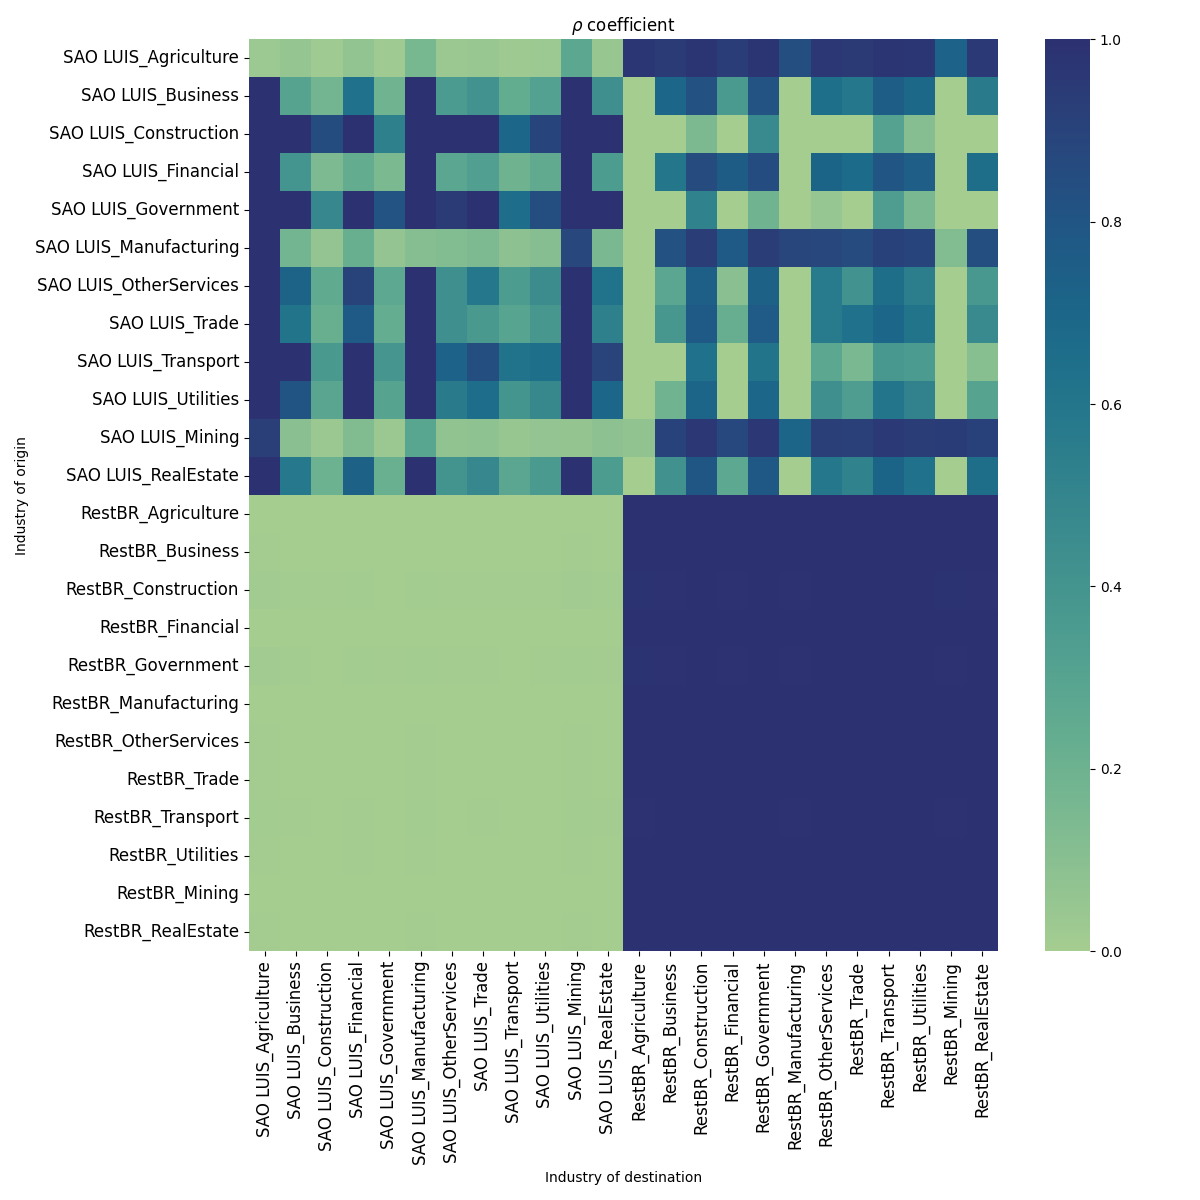 ρ coefficient
SAO LUIS_Agriculture
SAO LUIS_Business
SAO LUIS_Construction
SAO LUIS_Financial
SAO LUIS_Government
SAO LUIS_Manufacturing
SAO LUIS_OtherServices
SAO LUIS_Trade
SAO LUIS_Transport
SAO LUIS_Utilities
SAO LUIS_Mining
SAO LUIS_RealEstate
RestBR_Agriculture
RestBR_Business
RestBR_Construction
RestBR_Financial
RestBR_Government
RestBR_Manufacturing
RestBR_OtherServices
RestBR_Trade
RestBR_Transport
RestBR_Utilities
RestBR_Mining
RestBR_RealEstate
Industry of origin
SAO LUIS_Agriculture
SAO LUIS_Business
SAO LUIS_Construction
SAO LUIS_Financial
SAO LUIS_Government
SAO LUIS_Manufacturing
SAO LUIS_OtherServices
SAO LUIS_Trade
SAO LUIS_Transport
SAO LUIS_Utilities
SAO LUIS_Mining
SAO LUIS_RealEstate
RestBR_Agriculture
RestBR_Business
RestBR_Construction
RestBR_Financial
RestBR_Government
RestBR_Manufacturing
RestBR_OtherServices
RestBR_Trade
RestBR_Transport
RestBR_Utilities
RestBR_Mining
RestBR_RealEstate
Industry of destination
1.0
0.8
0.6
0.4
0.2
0.0